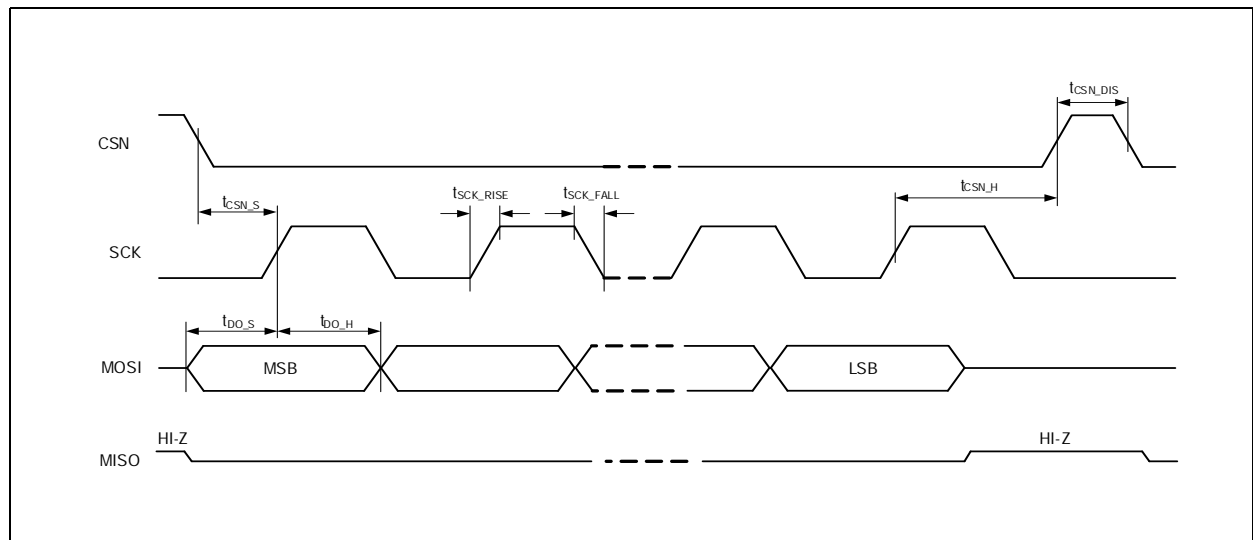 tCSN_DIS
CSN
tCSN_S
tSCK_RISE
tSCK_FALL
tCSN_H
SCK
tDO_S
tDO_H
MOSI
MSB
LSB
HI-Z
HI-Z
MISO